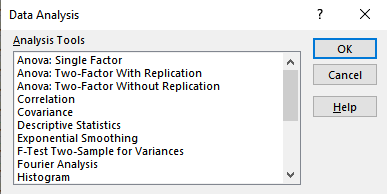 Data Analysis ? ×
Analysis Tools
Anova: Single Factor
Anova: Two-Factor With Replication
Anova: Two-Factor Without Replication
Correlation
Covariance
Descriptive Statistics
Exponential Smoothing
F-Test Two-Sample for Variances
Fourier Analysis
Histogram
OK
Cancel
Help